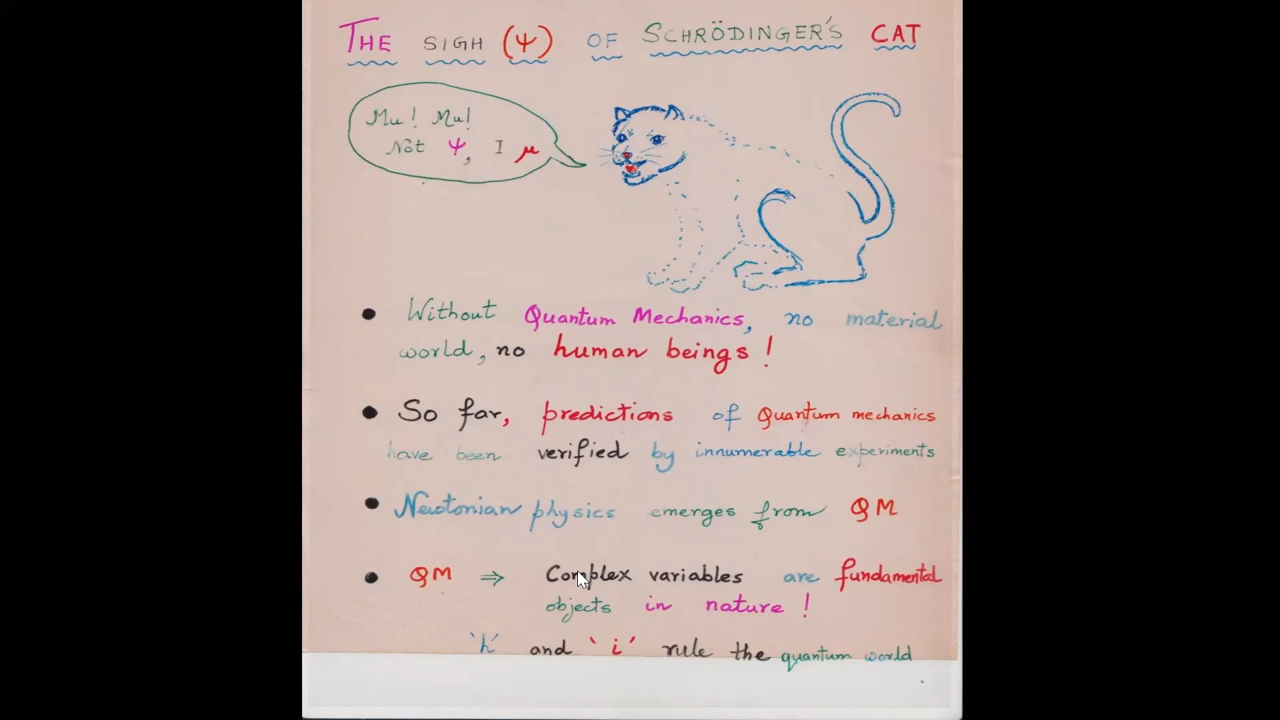 THE SIGH (Ψ) OF SCHRÖDINGER'S CAT
Mu! Mu!
Not Ψ, I μ
• Without Quantum Mechanics, no material
world, no human beings!
• So far, predictions of Quantum mechanics
have been verified by innumerable experiments
• Newtonian physics emerges from QM
• QM ⇒ Complex variables are fundamental
objects in nature!
'h' and 'i' rule the quantum world